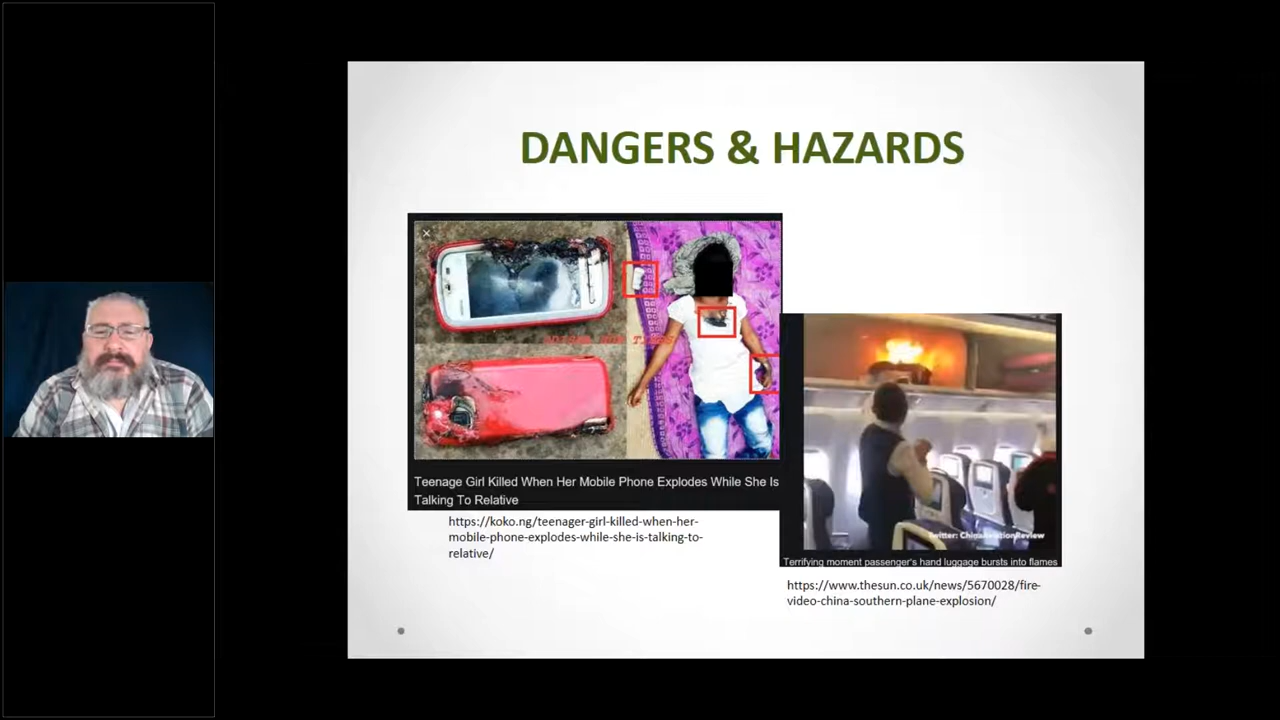 DANGERS & HAZARDS
Teenage Girl Killed When Her Mobile Phone Explodes While She Is
Talking To Relative
https://koko.ng/teenager-girl-killed-when-her-
mobile-phone-explodes-while-she-is-talking-to-
relative/
Twitter: ChinaAviationReview
Terrifying moment passenger's hand luggage bursts into flames
https://www.thesun.co.uk/news/5670028/fire-
video-china-southern-plane-explosion/